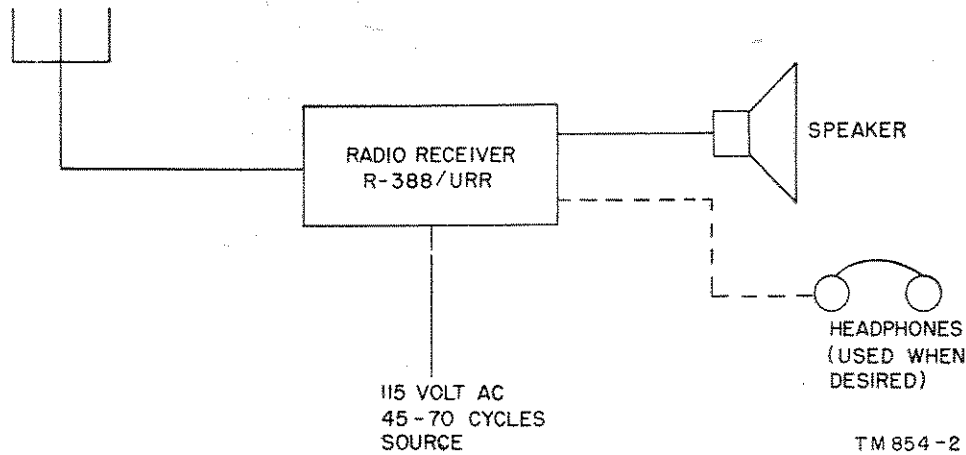 RADIO RECEIVER
R-388/URR
SPEAKER
HEADPHONES
(USED WHEN
DESIRED)
115 VOLT AC
45-70 CYCLES
SOURCE
TM 854-2